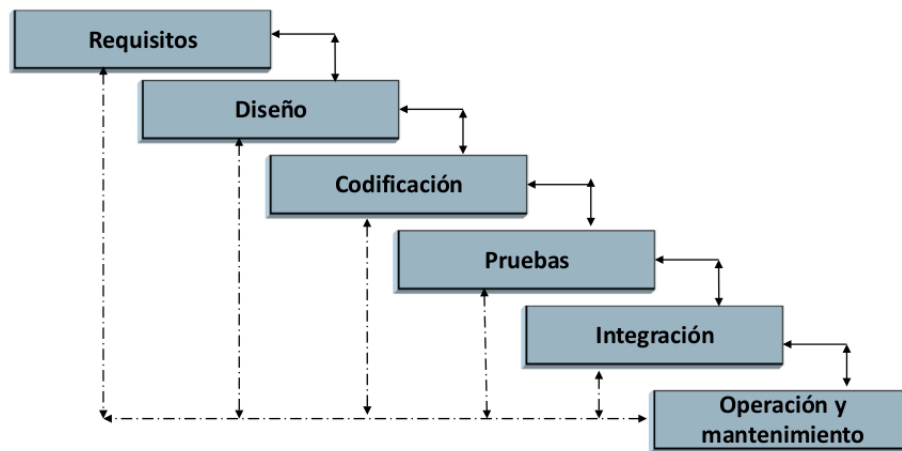 Requisitos
Diseño
Codificación
Pruebas
Integración
Operación y
mantenimiento